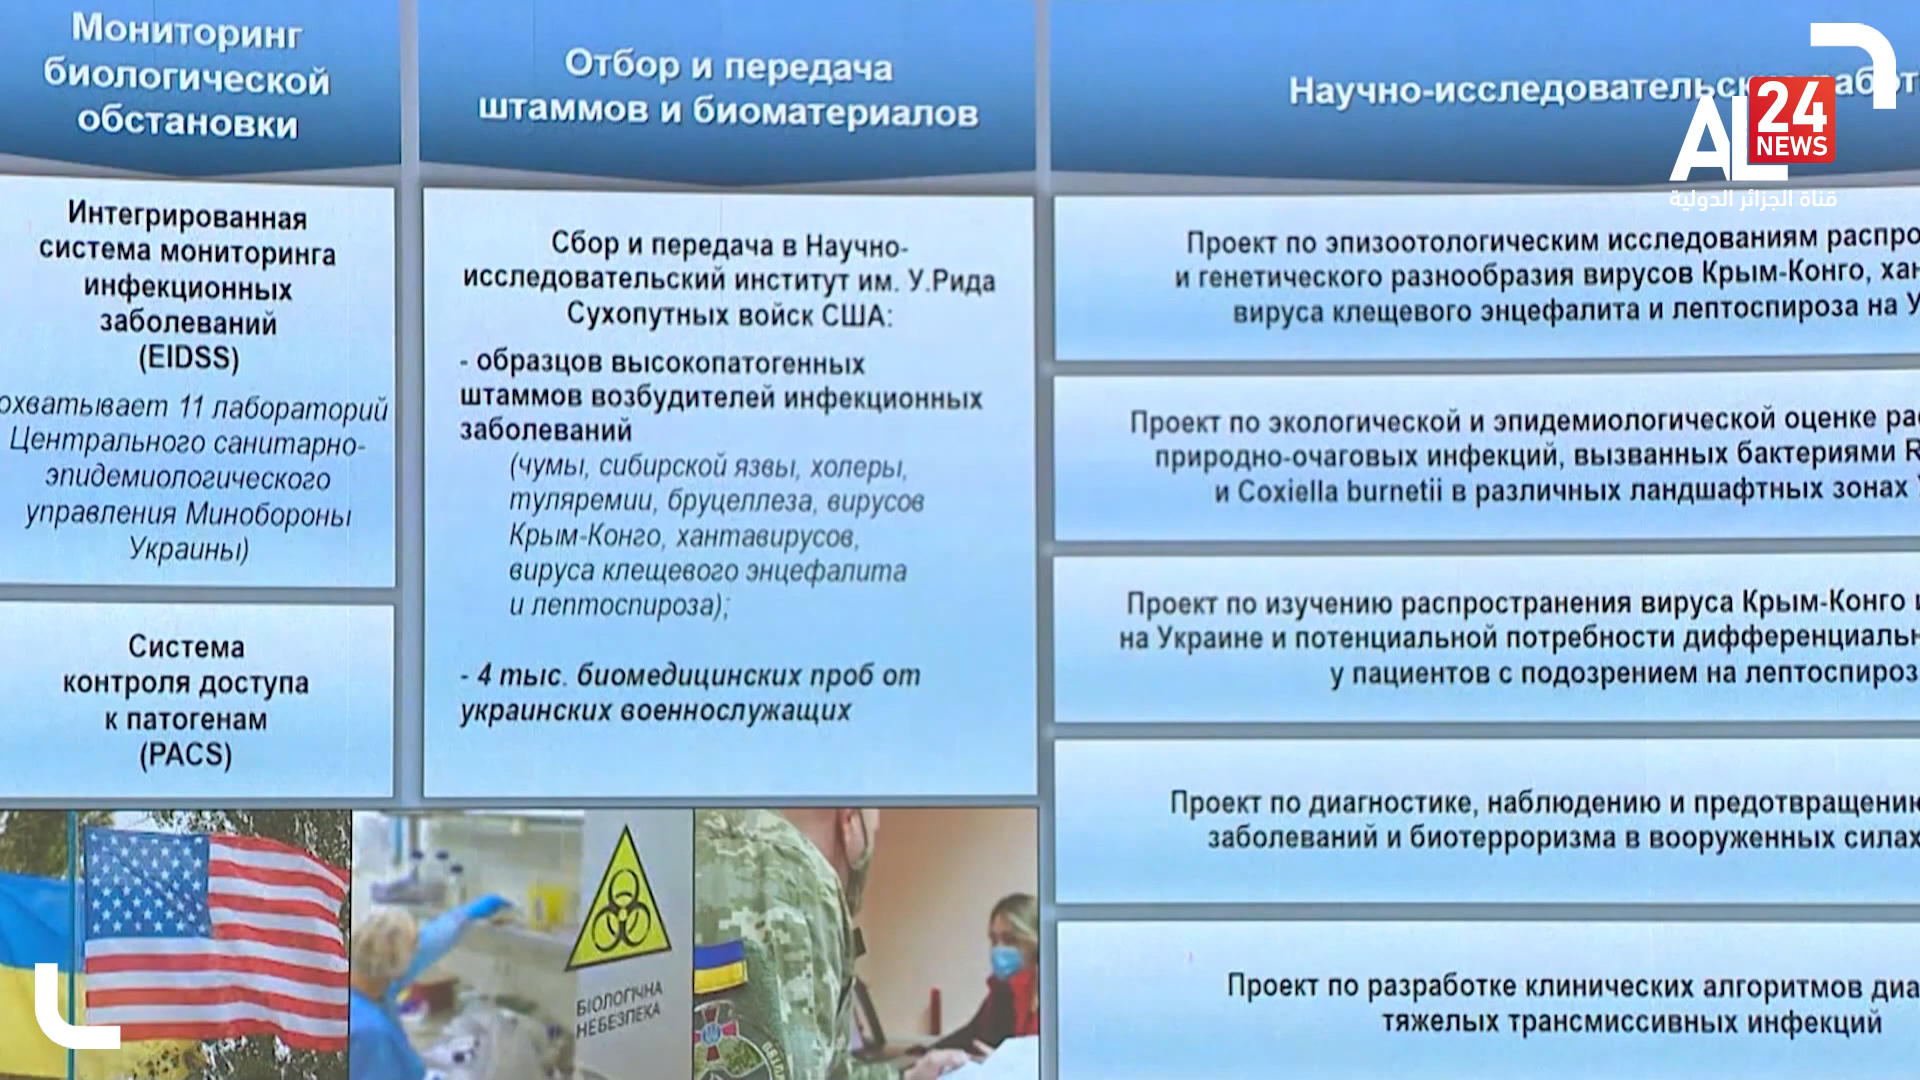 Мониторинг
биологической
обстановки
Интегрированная
система мониторинга
инфекционных
заболеваний
(EIDSS)
охватывает 11 лабораторий
Центрального санитарно-
эпидемиологического
управления Минобороны
Украины)
Система
контроля доступа
к патогенам
(PACS)
Отбор и передача
штаммов и биоматериалов
Сбор и передача в Научно-
исследовательский институт им. У.Рида
Сухопутных войск США:
- образцов высокопатогенных
штаммов возбудителей инфекционных
заболеваний
(чумы, сибирской язвы, холеры,
туляремии, бруцеллеза, вирусов
Крым-Конго, хантавирусов,
вируса клещевого энцефалита
и лептоспироза);
- 4 тыс. биомедицинских проб от
украинских военнослужащих
Научно-исследовательские
Проект по эпизоотологическим исследованиям распро
и генетического разнообразия вирусов Крым-Конго, хан
вируса клещевого энцефалита и лептоспироза на У
Проект по экологической и эпидемиологической оценке рас
природно-очаговых инфекций, вызванных бактериями R
и Coxiella burnetii в различных ландшафтных зонах
Проект по изучению распространения вируса Крым-Конго и
на Украине и потенциальной потребности дифференциальн
у пациентов с подозрением на лептоспироз
Проект по диагностике, наблюдению и предотвращению
заболеваний и биотерроризма в вооруженных силах
Проект по разработке клинических алгоритмов диа
тяжелых трансмиссивных инфекций
БІОЛОГІЧНА
НЕБЕЗПЕКА
AL
24
NEWS
قناة الجزائر الدولية